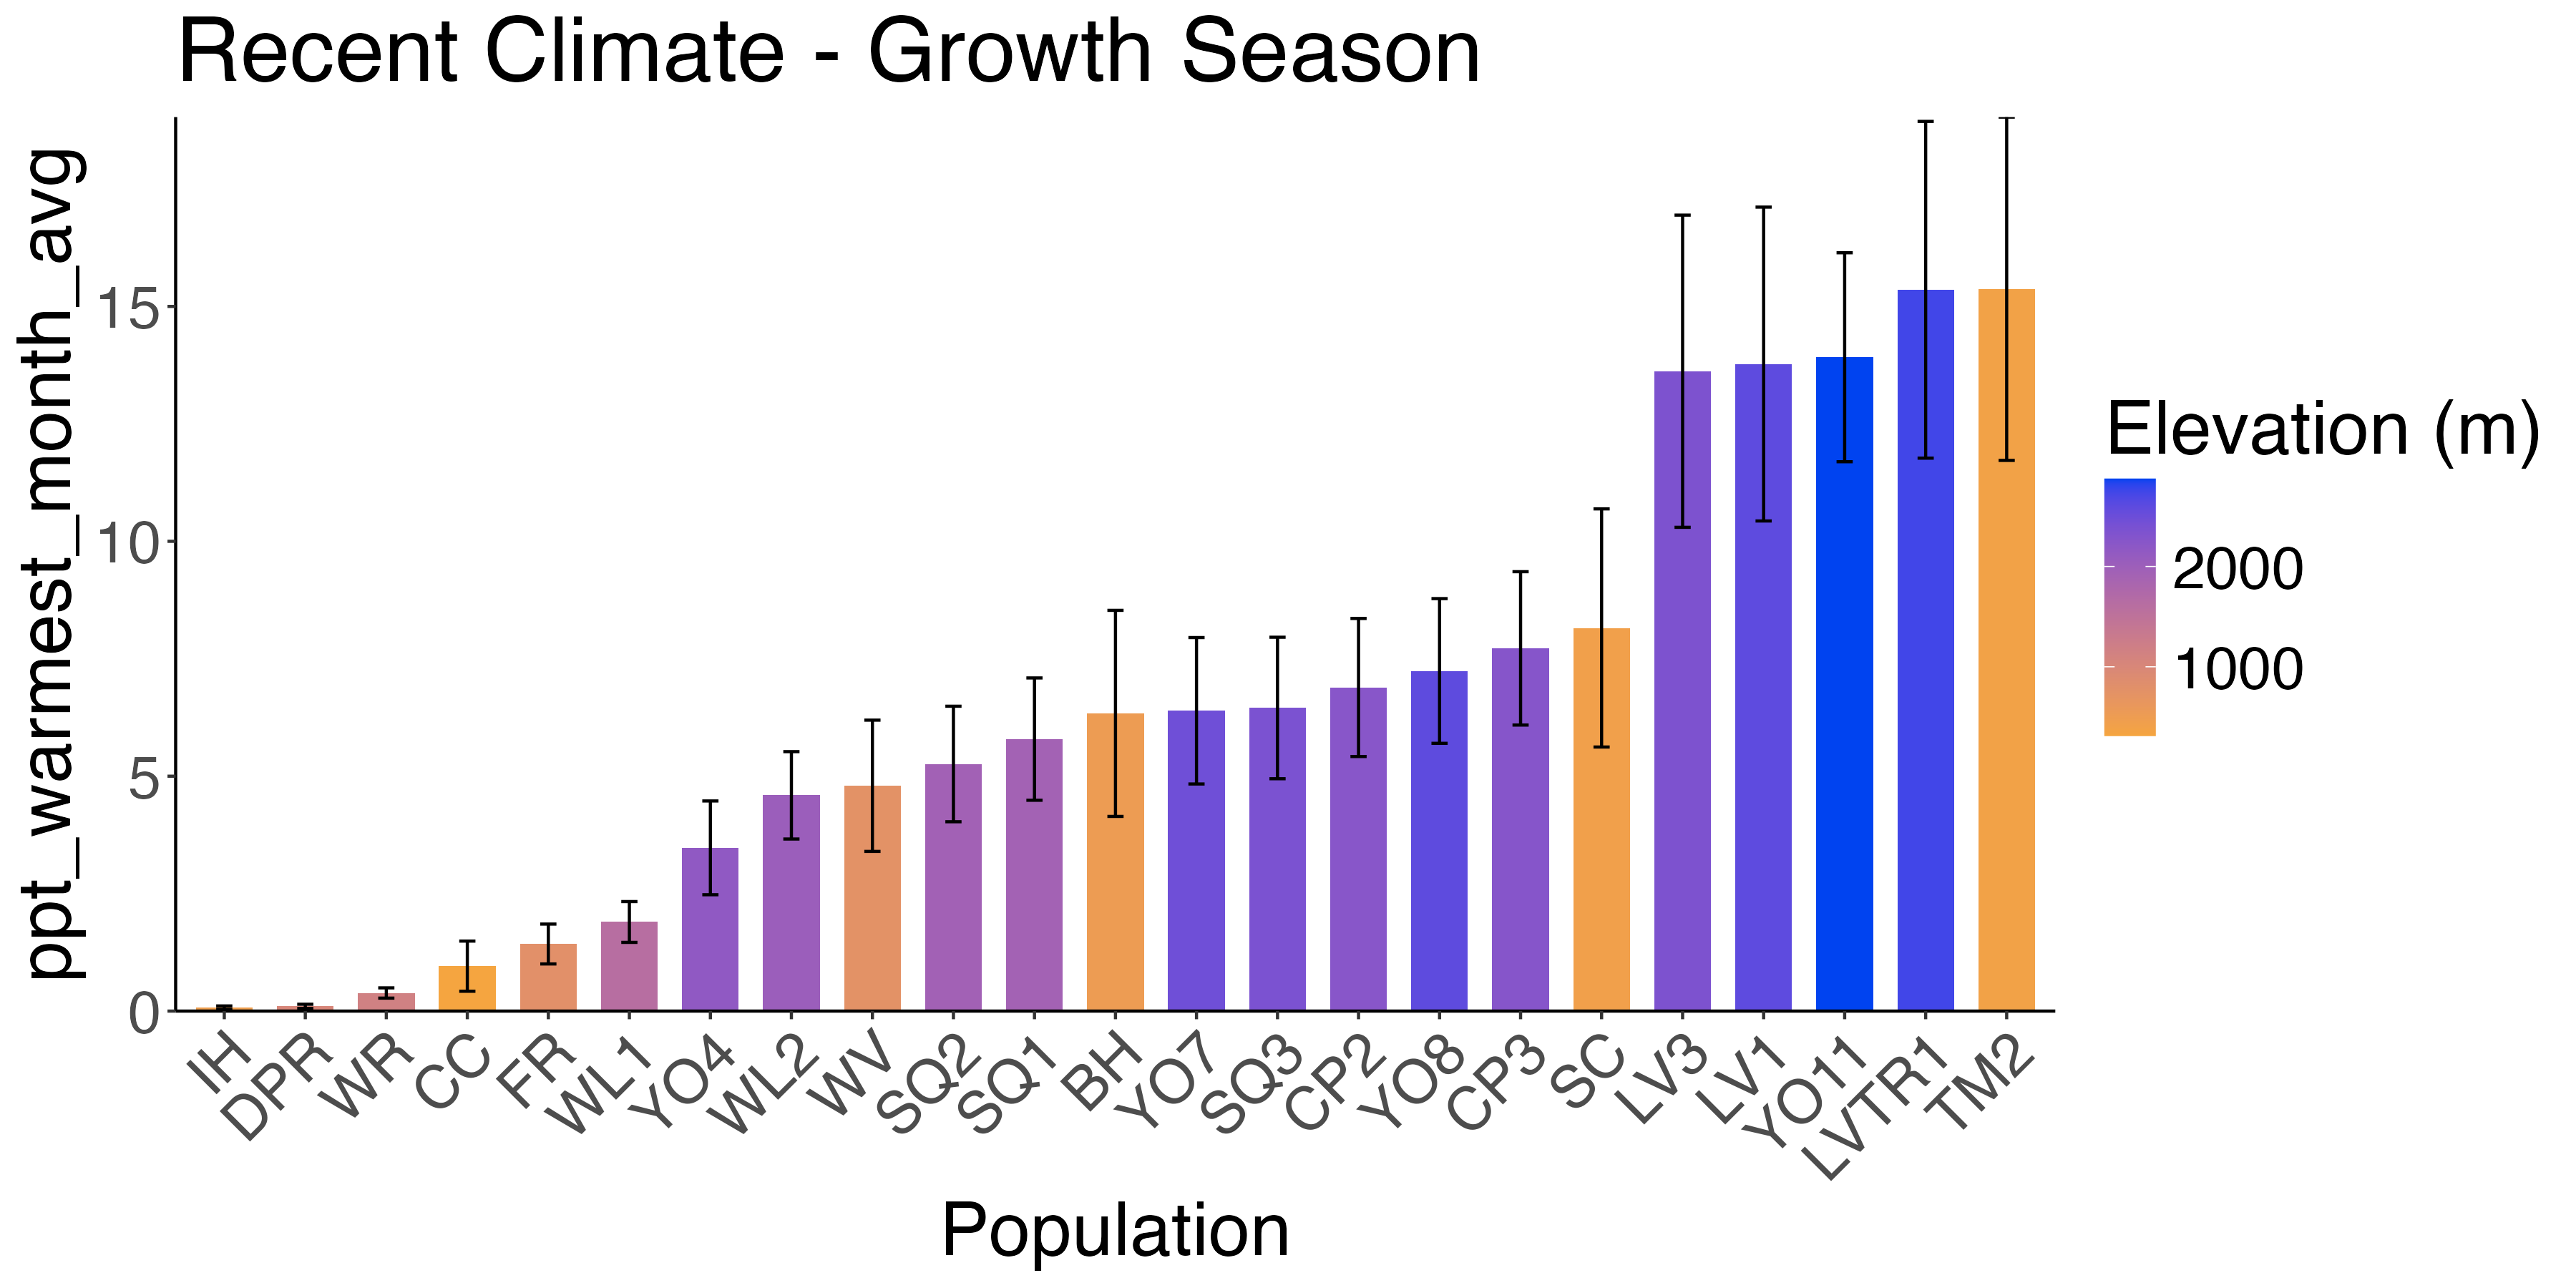 Recent Climate - Growth Season
ppt_warmest_month_avg
15
10
5
0
IH
DPR
WR
CC
FR
WL1
YO4
WL2
WV
SQ2
SQ1
BH
YO7
SQ3
CP2
YO8
CP3
SC
LV3
LV1
YO11
LVTR1
TM2
Population
Elevation (m)
2000
1000